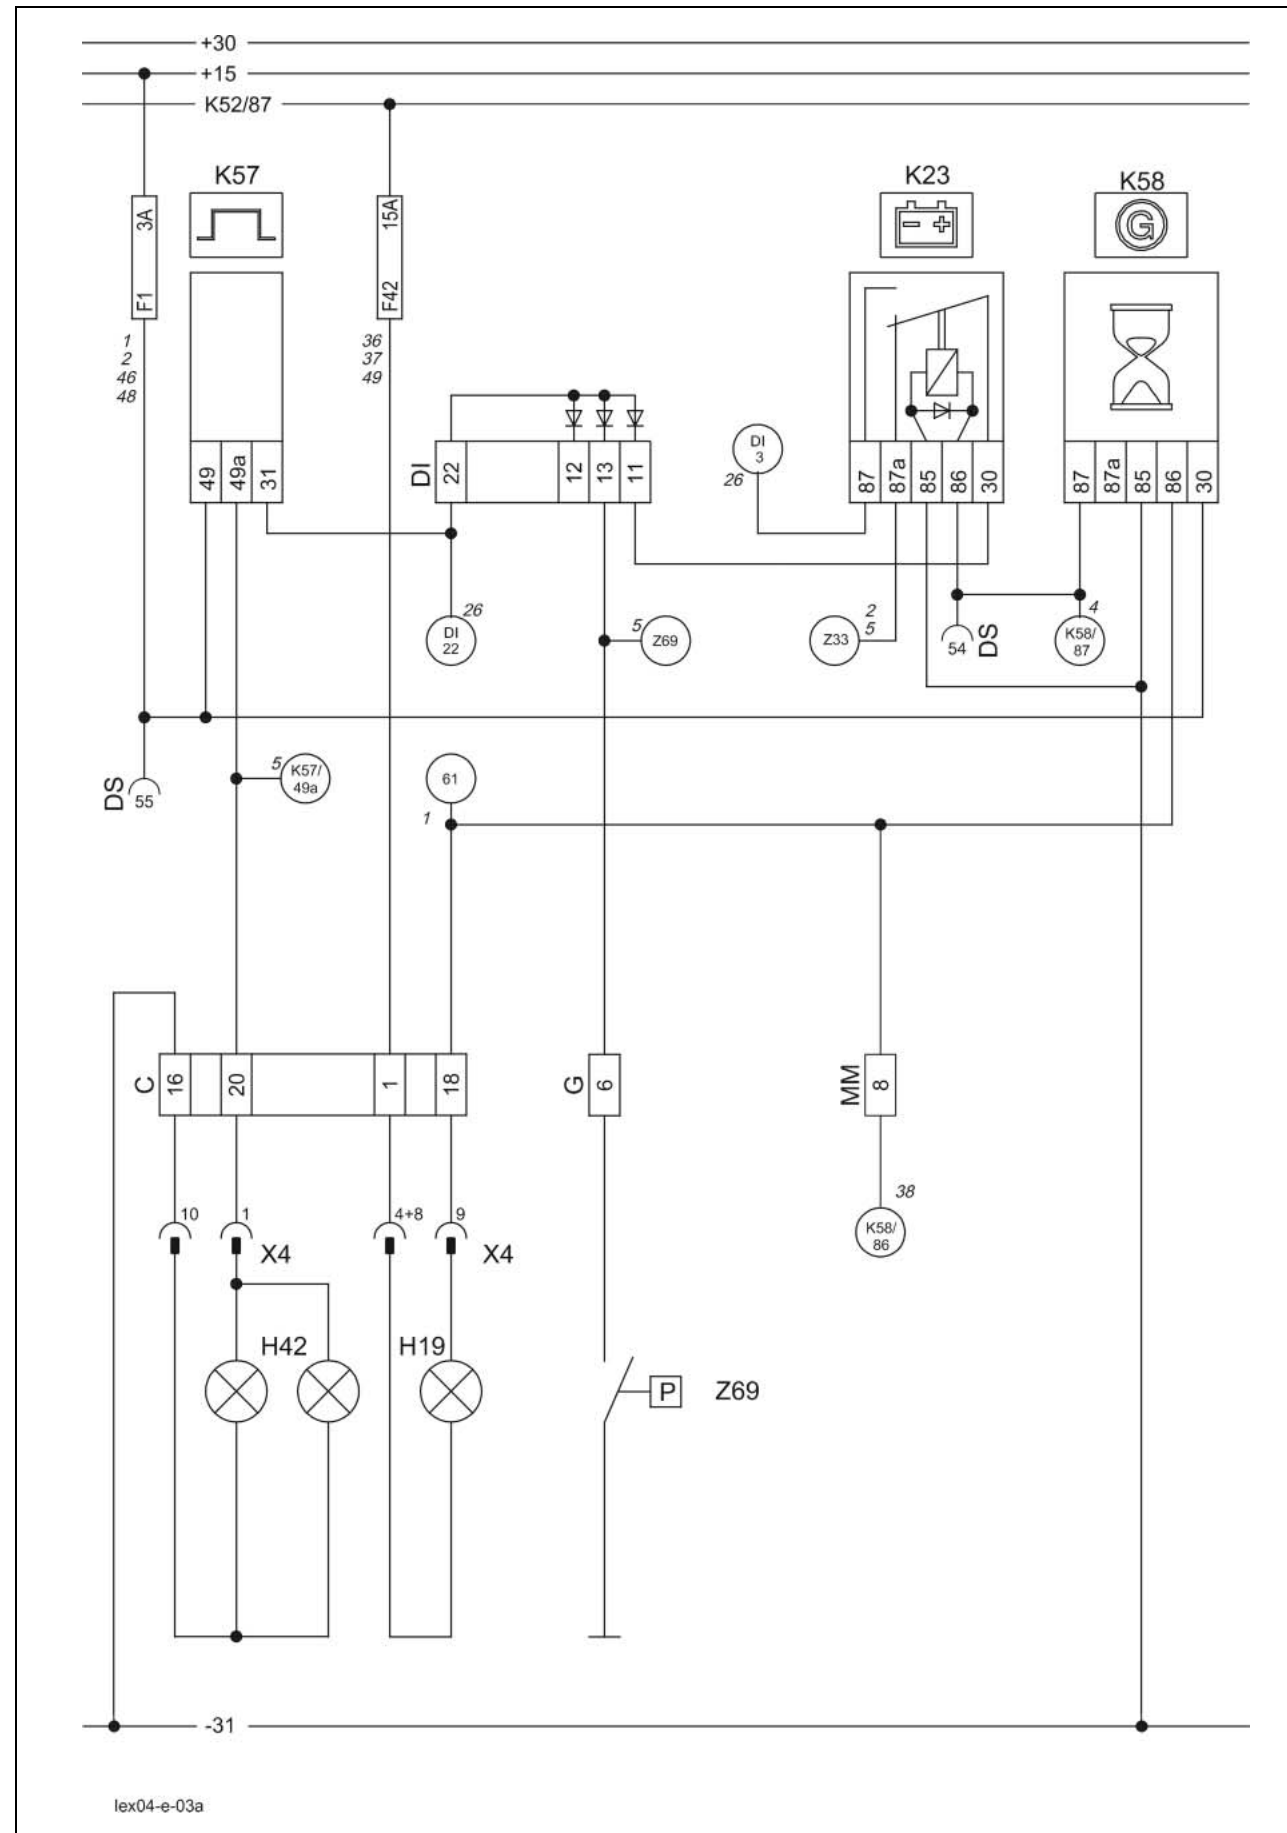 +30
+15
K52/87
K57
K23
K58
3A
F1
15A
F42
G
1
2
46
48
36
37
49
49
49a
31
DI
22
12
13
11
DI
3
26
87
87a
85
86
30
87
87a
85
86
30
26
DI
22
5
Z69
2
5
Z33
54
DS
4
K58/
87
DS
55
5
K57/
49a
61
1
C
16
20
1
18
G
6
MM
8
10
1
4+8
9
X4
X4
38
K58/
86
H42
H19
P
Z69
-31
lex04-e-03a